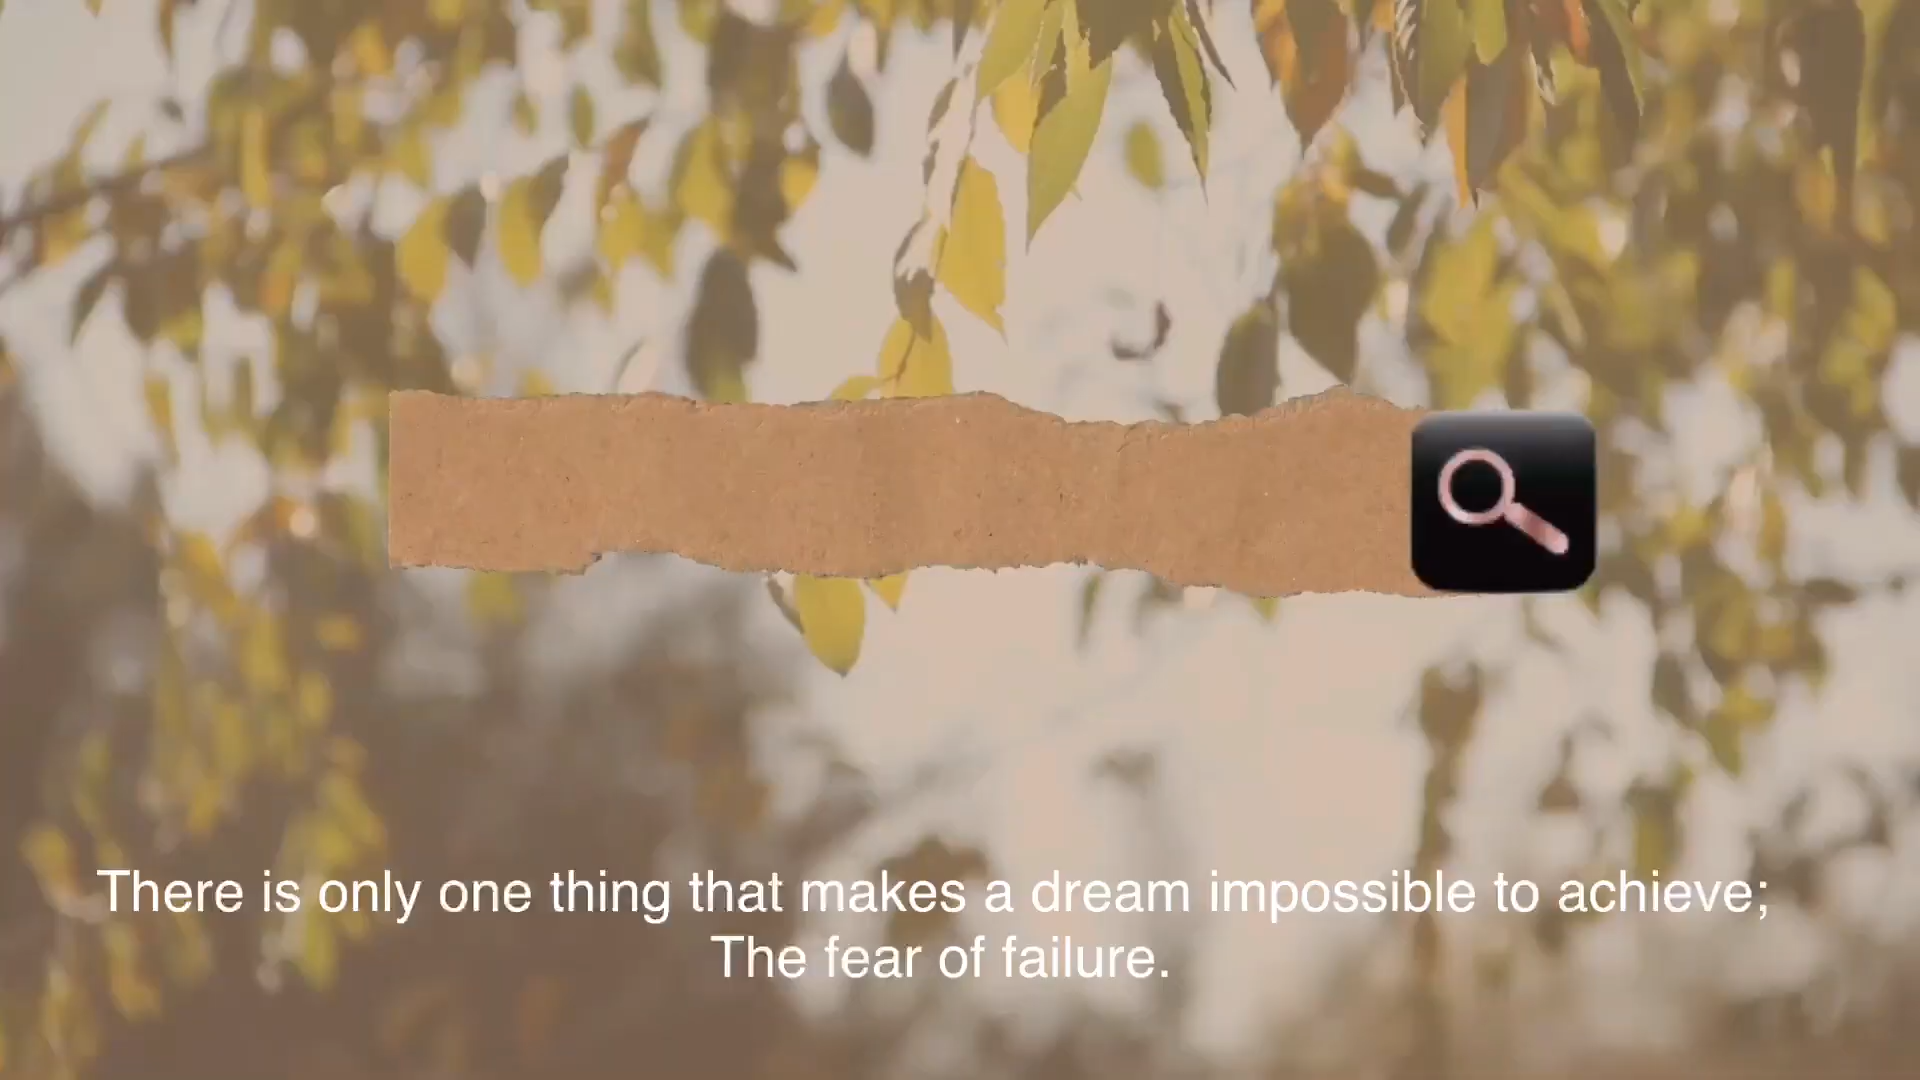 There is only one thing that makes a dream impossible to achieve;
The fear of failure.